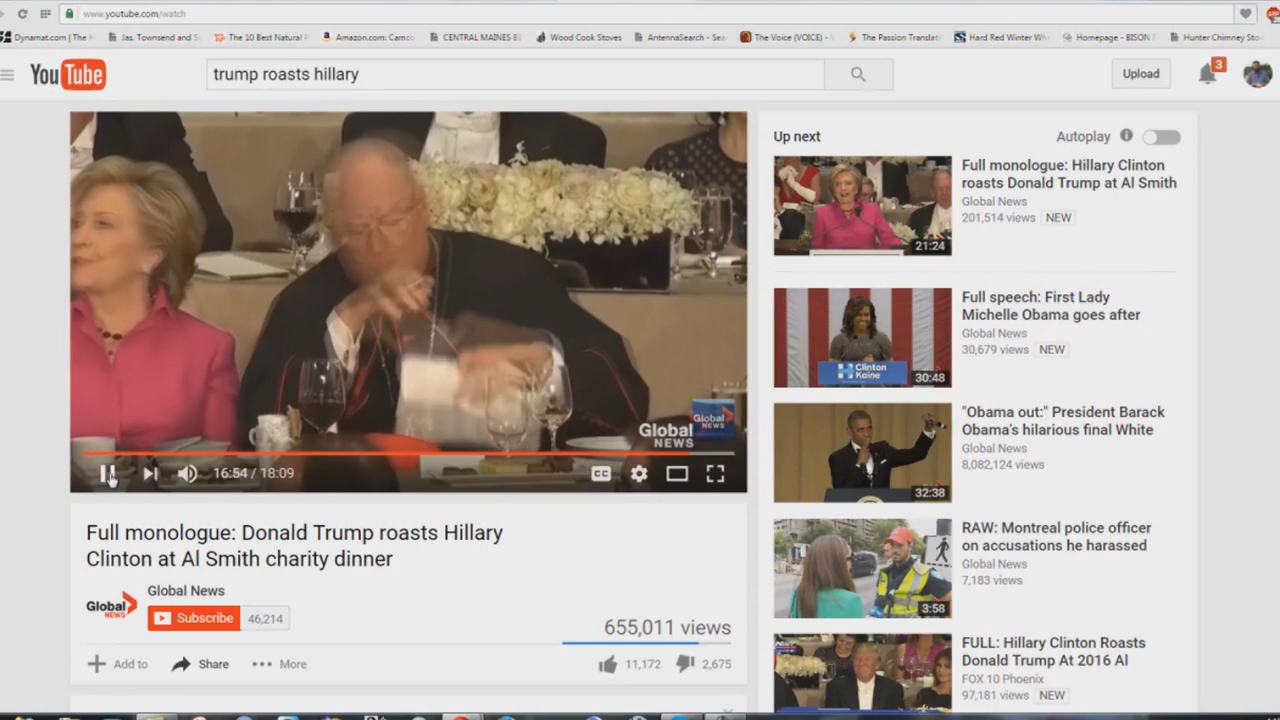 www.youtube.com/watch
Dynamat.com | The H
Jas. Townsend and S
The 10 Best Natural
Amazon.com: Camco
CENTRAL MAINES B
Wood Cook Stoves
AntennaSearch - Sea
The Voice (VOICE) -
The Passion Translati
Hard Red Winter Wh
Homepage - BISON
Hunter Chimney Sto
YouTube
trump roasts hillary
Upload
3
Global
NEWS
Global
NEWS
16:54 / 18:09
CC
Full monologue: Donald Trump roasts Hillary
Clinton at Al Smith charity dinner
Global
NEWS
Global News
Subscribe
46,214
655,011 views
Add to
Share
More
11,172
2,675
Up next
Autoplay
21:24
Full monologue: Hillary Clinton
roasts Donald Trump at Al Smith
Global News
201,514 views NEW
Clinton
Kaine
30:48
Full speech: First Lady
Michelle Obama goes after
Global News
30,679 views NEW
32:38
"Obama out:" President Barack
Obama's hilarious final White
Global News
8,082,124 views
3:58
RAW: Montreal police officer
on accusations he harassed
Global News
7,183 views
FULL: Hillary Clinton Roasts
Donald Trump At 2016 Al
FOX 10 Phoenix
97,181 views NEW